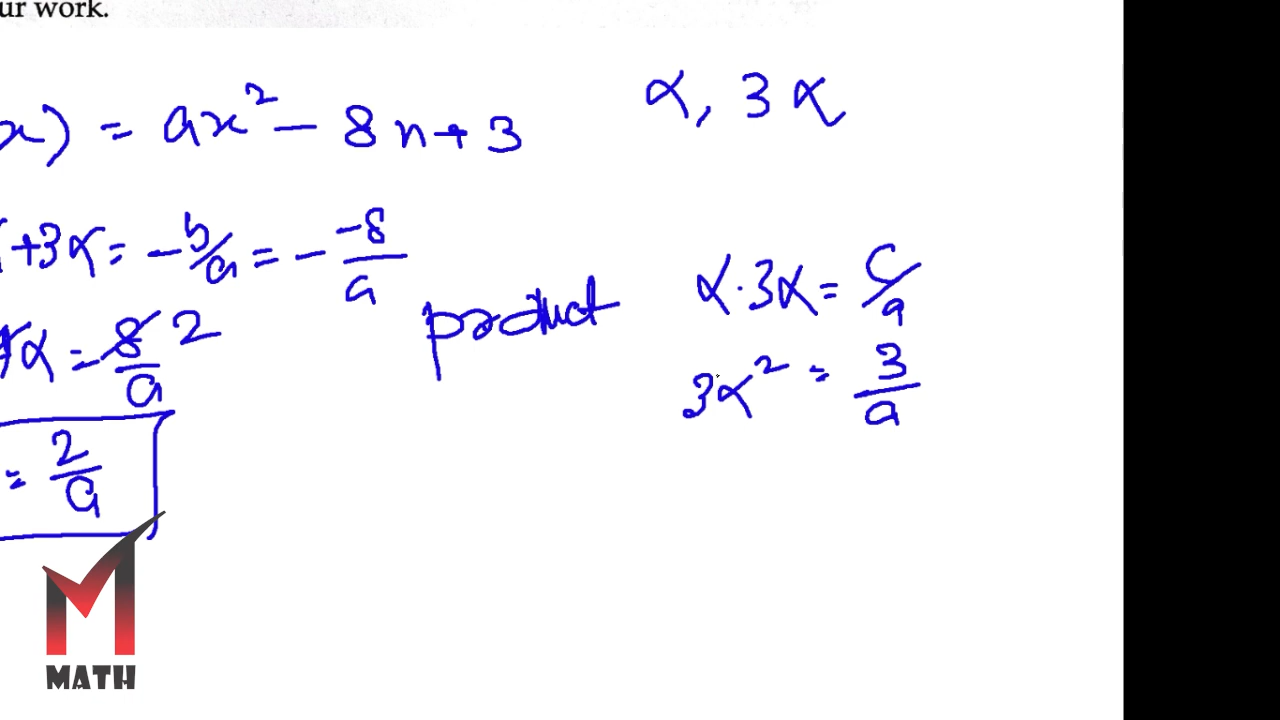 ur work.
x) = ax² - 8n + 3
α, 3α
+3α = -b/a = - -8/a
α = 8/a 2
= 2/a
product
α·3α = c/a
3α² = 3/a
MATH